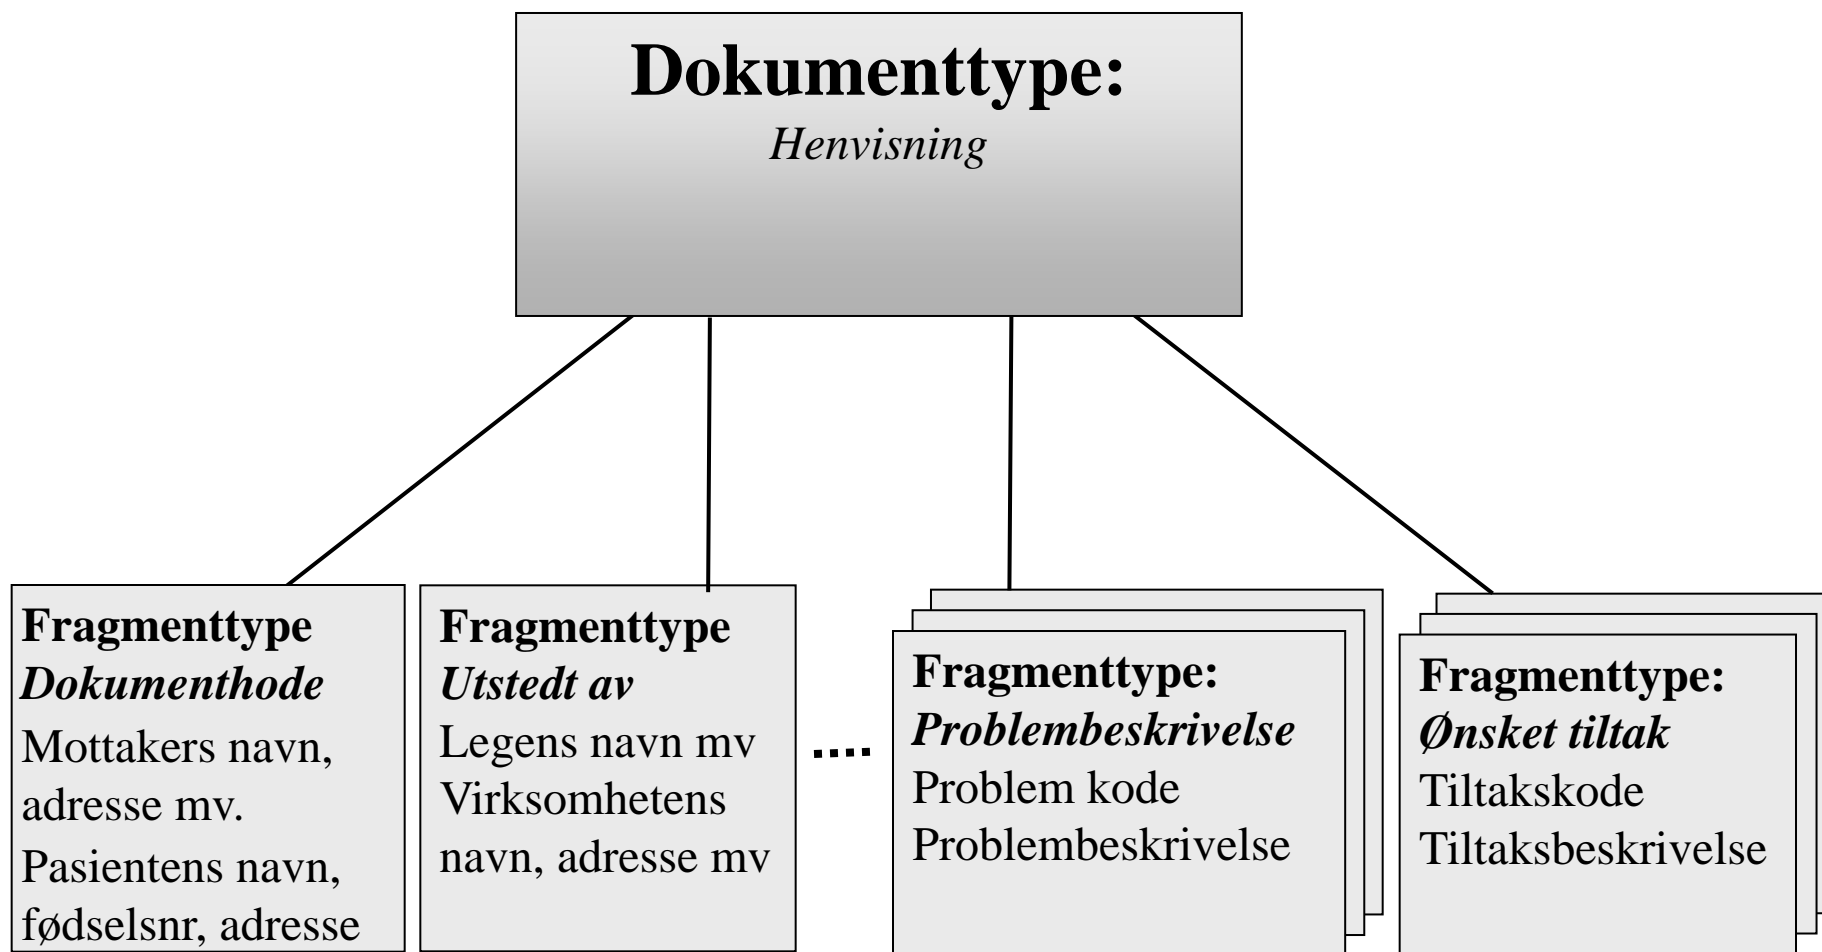 Dokumenttype:
Henvisning
Fragmenttype
Dokumenthode
Mottakers navn,
adresse mv.
Pasientens navn,
fødselsnr, adresse
Fragmenttype
Utstedt av
Legens navn mv
Virksomhetens
navn, adresse mv
Fragmenttype:
Problembeskrivelse
Problem kode
Problembeskrivelse
Fragmenttype:
Ønsket tiltak
Tiltakskode
Tiltaksbeskrivelse